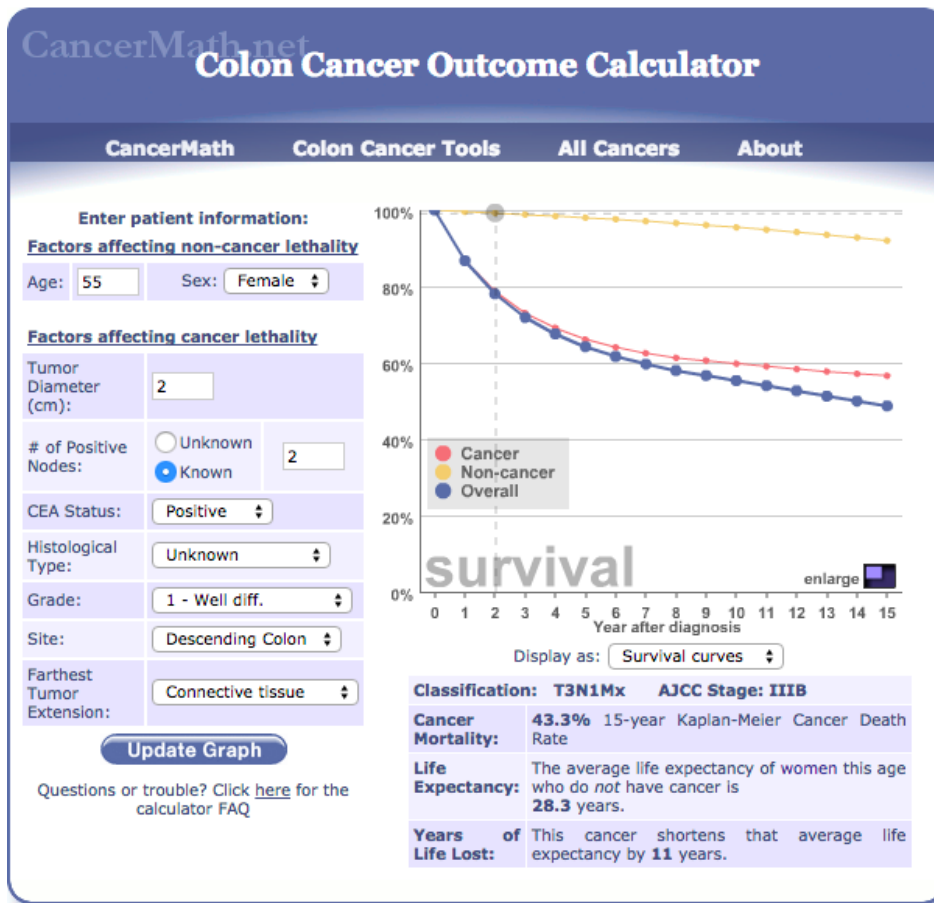 CancerMath.net
Colon Cancer Outcome Calculator
CancerMath Colon Cancer Tools All Cancers About
Enter patient information:
Factors affecting non-cancer lethality
Age: 55 Sex: Female
Factors affecting cancer lethality
Tumor
Diameter
(cm):
2
# of Positive
Nodes:
Unknown
Known
2
CEA Status: Positive
Histological
Type:
Unknown
Grade: 1 - Well diff.
Site: Descending Colon
Farthest
Tumor
Extension:
Connective tissue
Update Graph
Questions or trouble? Click here for the
calculator FAQ
100%
80%
60%
40%
20%
0%
Cancer
Non-cancer
Overall
survival
enlarge
0 1 2 3 4 5 6 7 8 9 10 11 12 13 14 15
Year after diagnosis
Display as: Survival curves
Classification: T3N1Mx AJCC Stage: IIIB
Cancer
Mortality:
43.3% 15-year Kaplan-Meier Cancer Death
Rate
Life
Expectancy:
The average life expectancy of women this age
who do not have cancer is
28.3 years.
Years of
Life Lost:
This cancer shortens that average life
expectancy by 11 years.